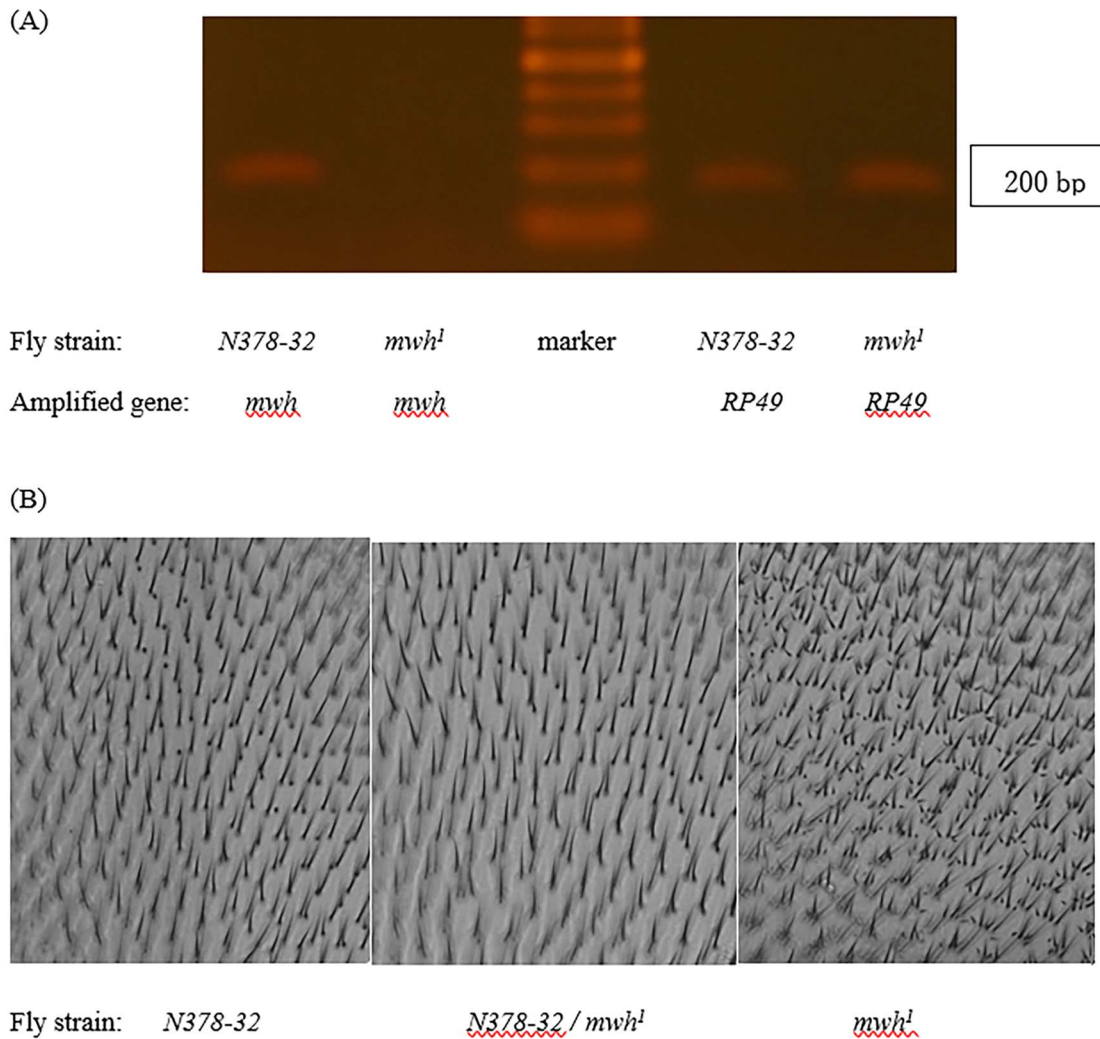 (A)
200 bp
Fly strain: N378-32 mwh¹ marker N378-32 mwh¹
Amplified gene: mwh mwh RP49 RP49
(B)
Fly strain: N378-32 N378-32 / mwh¹ mwh¹